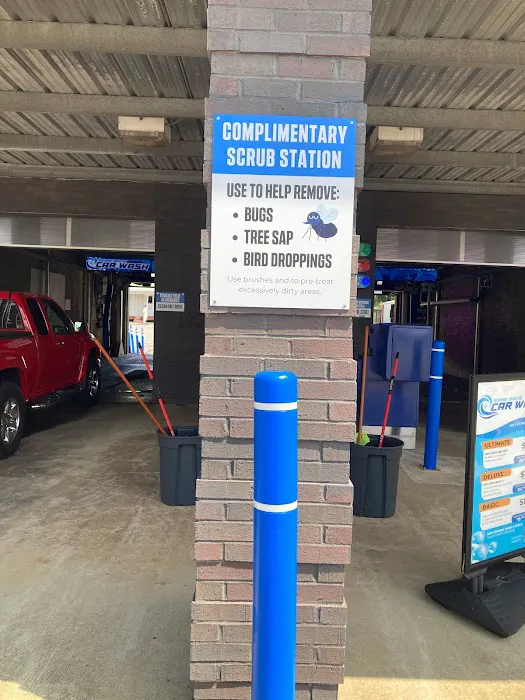 COMPLIMENTARY
SCRUB STATION
USE TO HELP REMOVE:
• BUGS
• TREE SAP
• BIRD DROPPINGS
Use brushes and to pre-treat
excessively dirty areas.
CAR WASH
CAR W
ULTIMATE
DELUXE
BASIC